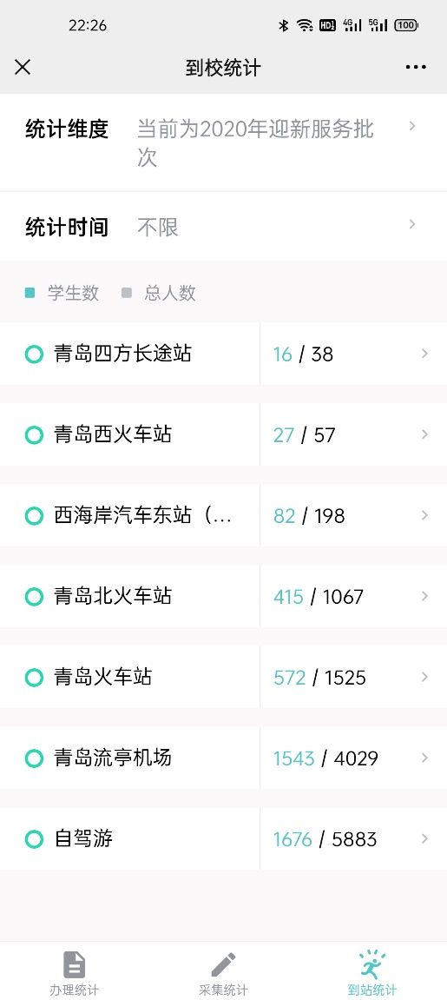 22:26
HD 4G 5G 100
到校统计
统计维度 当前为2020年迎新服务批
次
统计时间 不限
学生数 总人数
青岛四方长途站 16 / 38
青岛西火车站 27 / 57
西海岸汽车东站（... 82 / 198
青岛北火车站 415 / 1067
青岛火车站 572 / 1525
青岛流亭机场 1543 / 4029
自驾游 1676 / 5883
办理统计 采集统计 到站统计